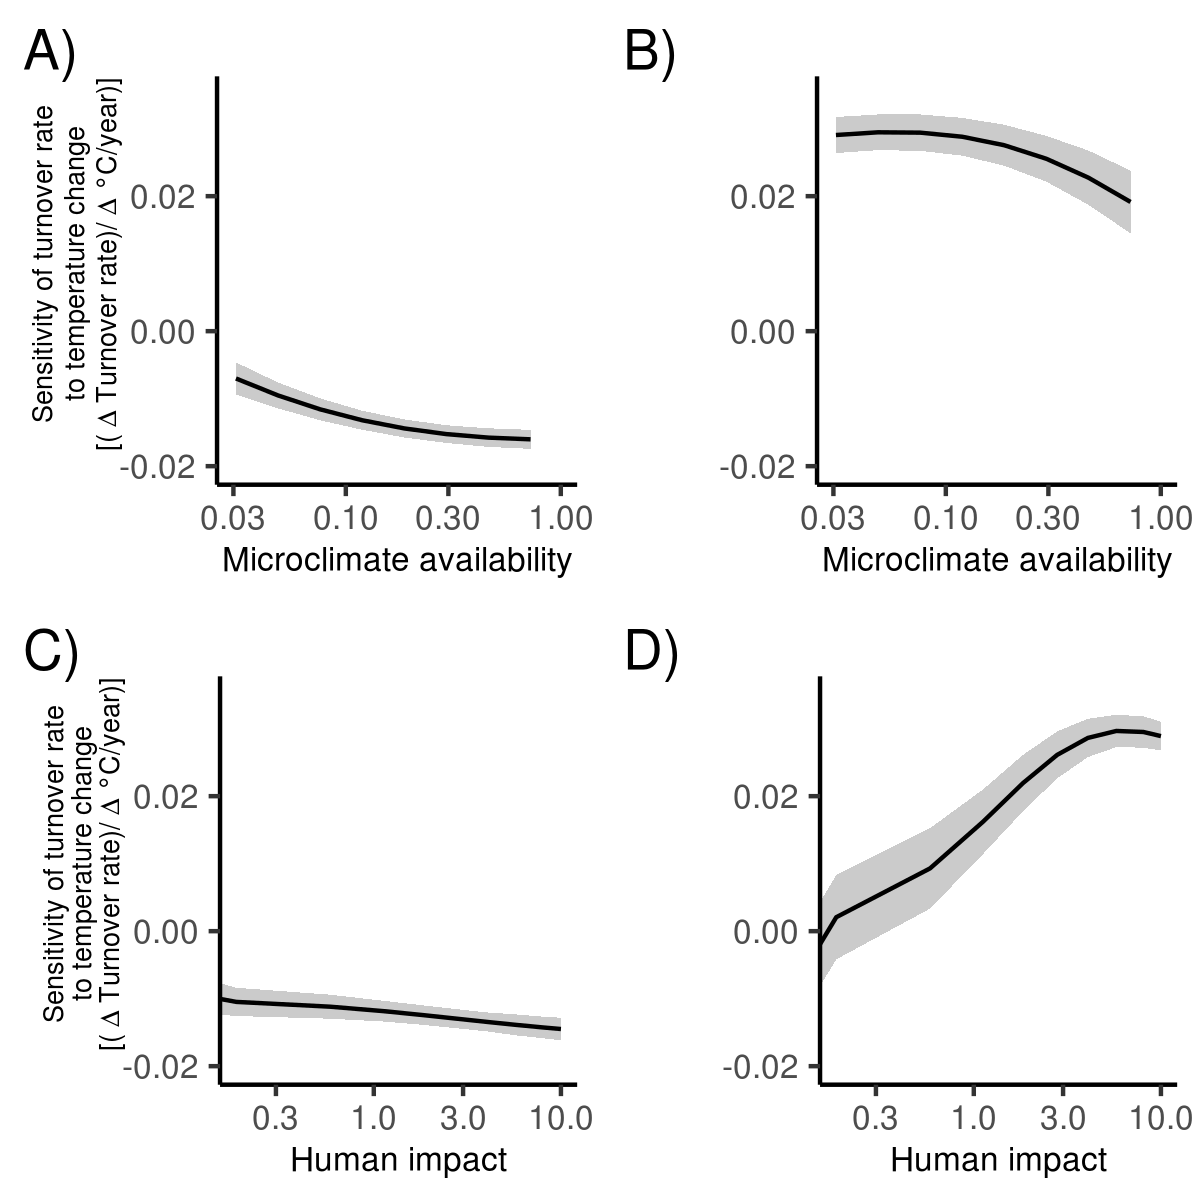 A)
Sensitivity of turnover rate
to temperature change
[( Δ Turnover rate)/ Δ °C/year)]
0.02
0.00
-0.02
0.03 0.10 0.30 1.00
Microclimate availability
B)
0.02
0.00
-0.02
0.03 0.10 0.30 1.00
Microclimate availability
C)
Sensitivity of turnover rate
to temperature change
[( Δ Turnover rate)/ Δ °C/year)]
0.02
0.00
-0.02
0.3 1.0 3.0 10.0
Human impact
D)
0.02
0.00
-0.02
0.3 1.0 3.0 10.0
Human impact